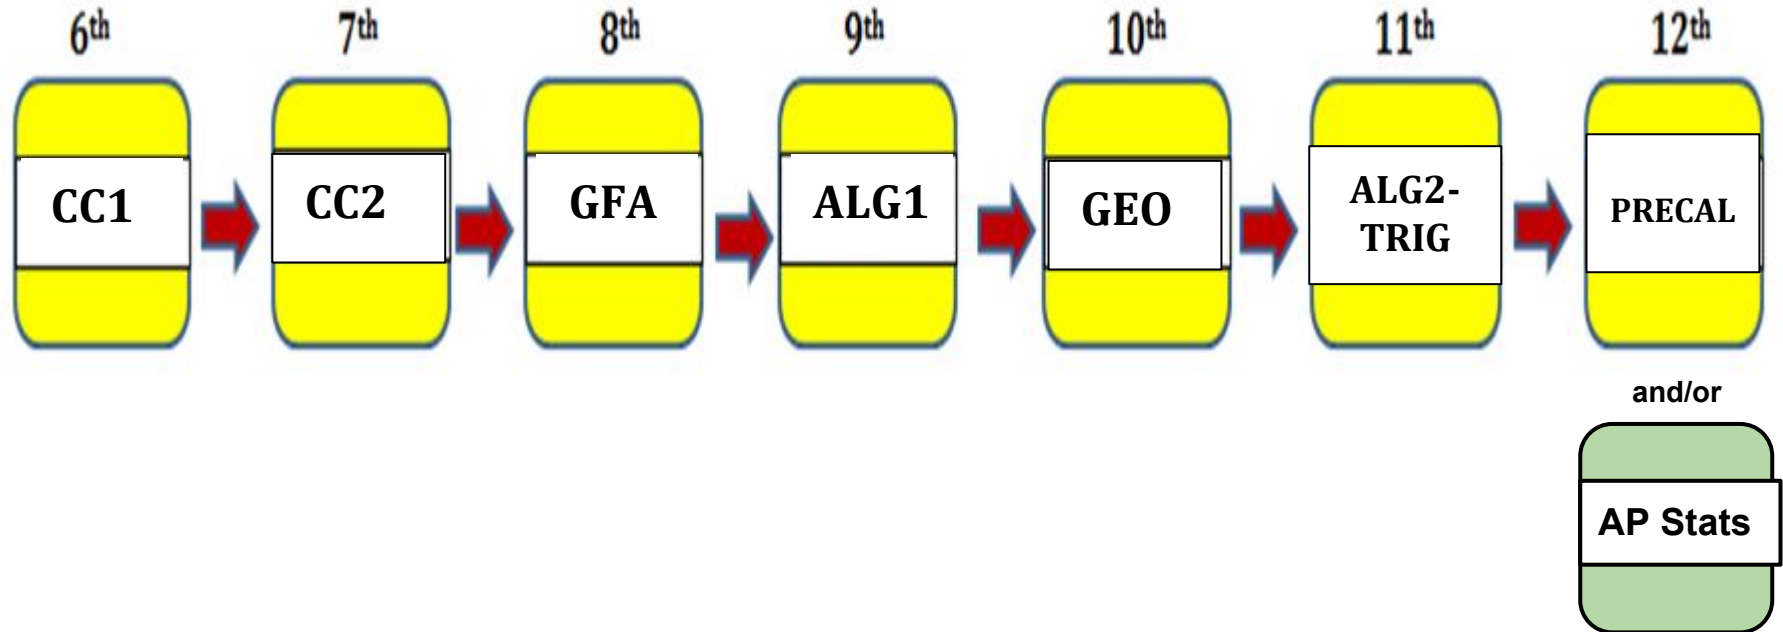 6th 7th 8th 9th 10th 11th 12th
CC1 CC2 GFA ALG1 GEO ALG2-
TRIG PRECAL
and/or
AP Stats